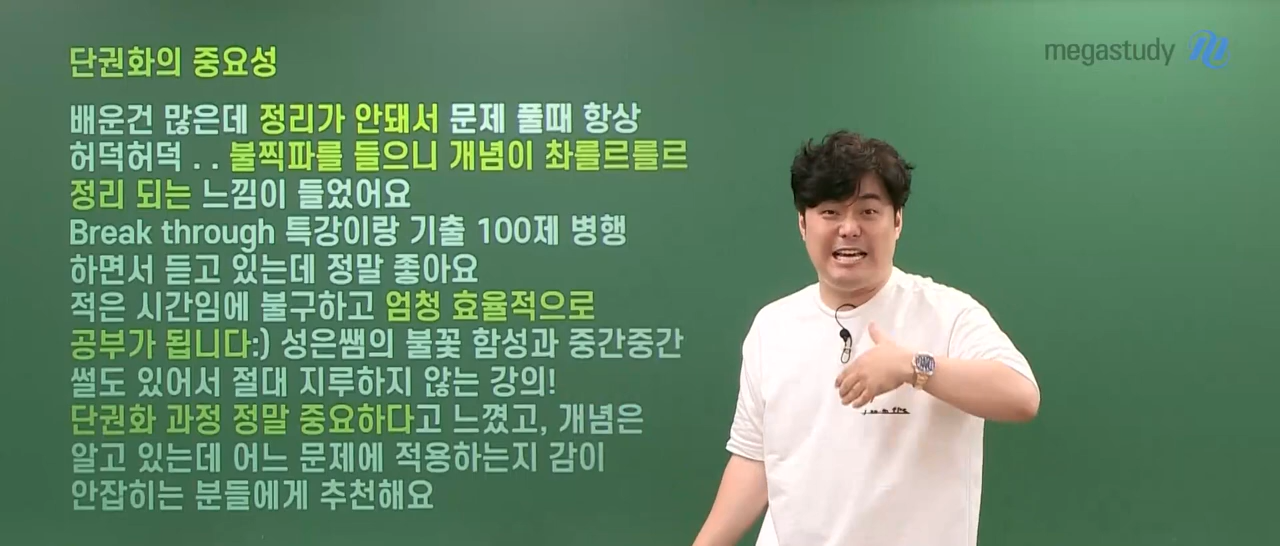 단권화의 중요성
megastudy
배운건 많은데 정리가 안돼서 문제 풀때 항상
허덕허덕 . . 불찍파를 들으니 개념이 촤를르를르
정리 되는 느낌이 들었어요
Break through 특강이랑 기출 100제 병행
하면서 듣고 있는데 정말 좋아요
적은 시간임에 불구하고 엄청 효율적으로
공부가 됩니다:) 성은쌤의 불꽃 함성과 중간중간
썰도 있어서 절대 지루하지 않는 강의!
단권화 과정 정말 중요하다고 느꼈고, 개념은
알고 있는데 어느 문제에 적용하는지 감이
안잡히는 분들에게 추천해요